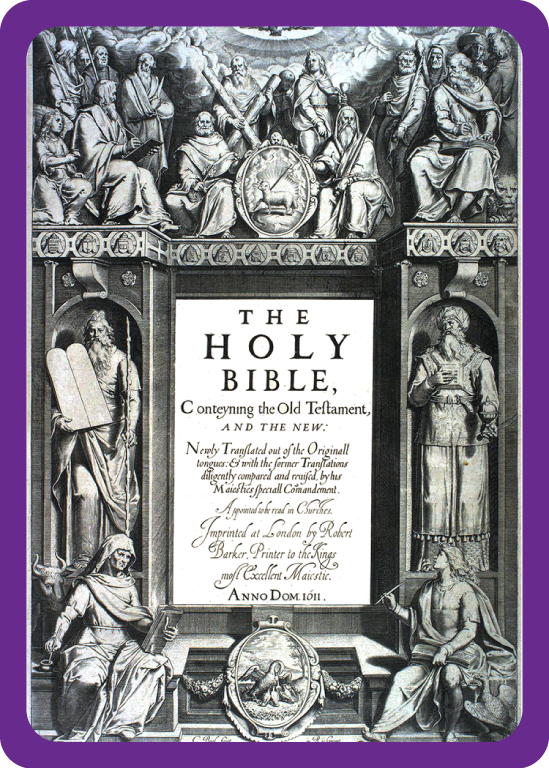 THE
HOLY
BIBLE,
Conteyning the Old Teſtament,
AND THE NEW:
Newly Tranſlated out of the Originall
tongues: & with the former Tranſlations
diligently compared and reuiſed, by his
Maieſties ſpeciall Com̃andement.
Appointed to be read in Churches.
Imprinted at London by Robert
Barker, Printer to the Kings
moſt Excellent Maieſtie.
ANNO DOM. 1611.